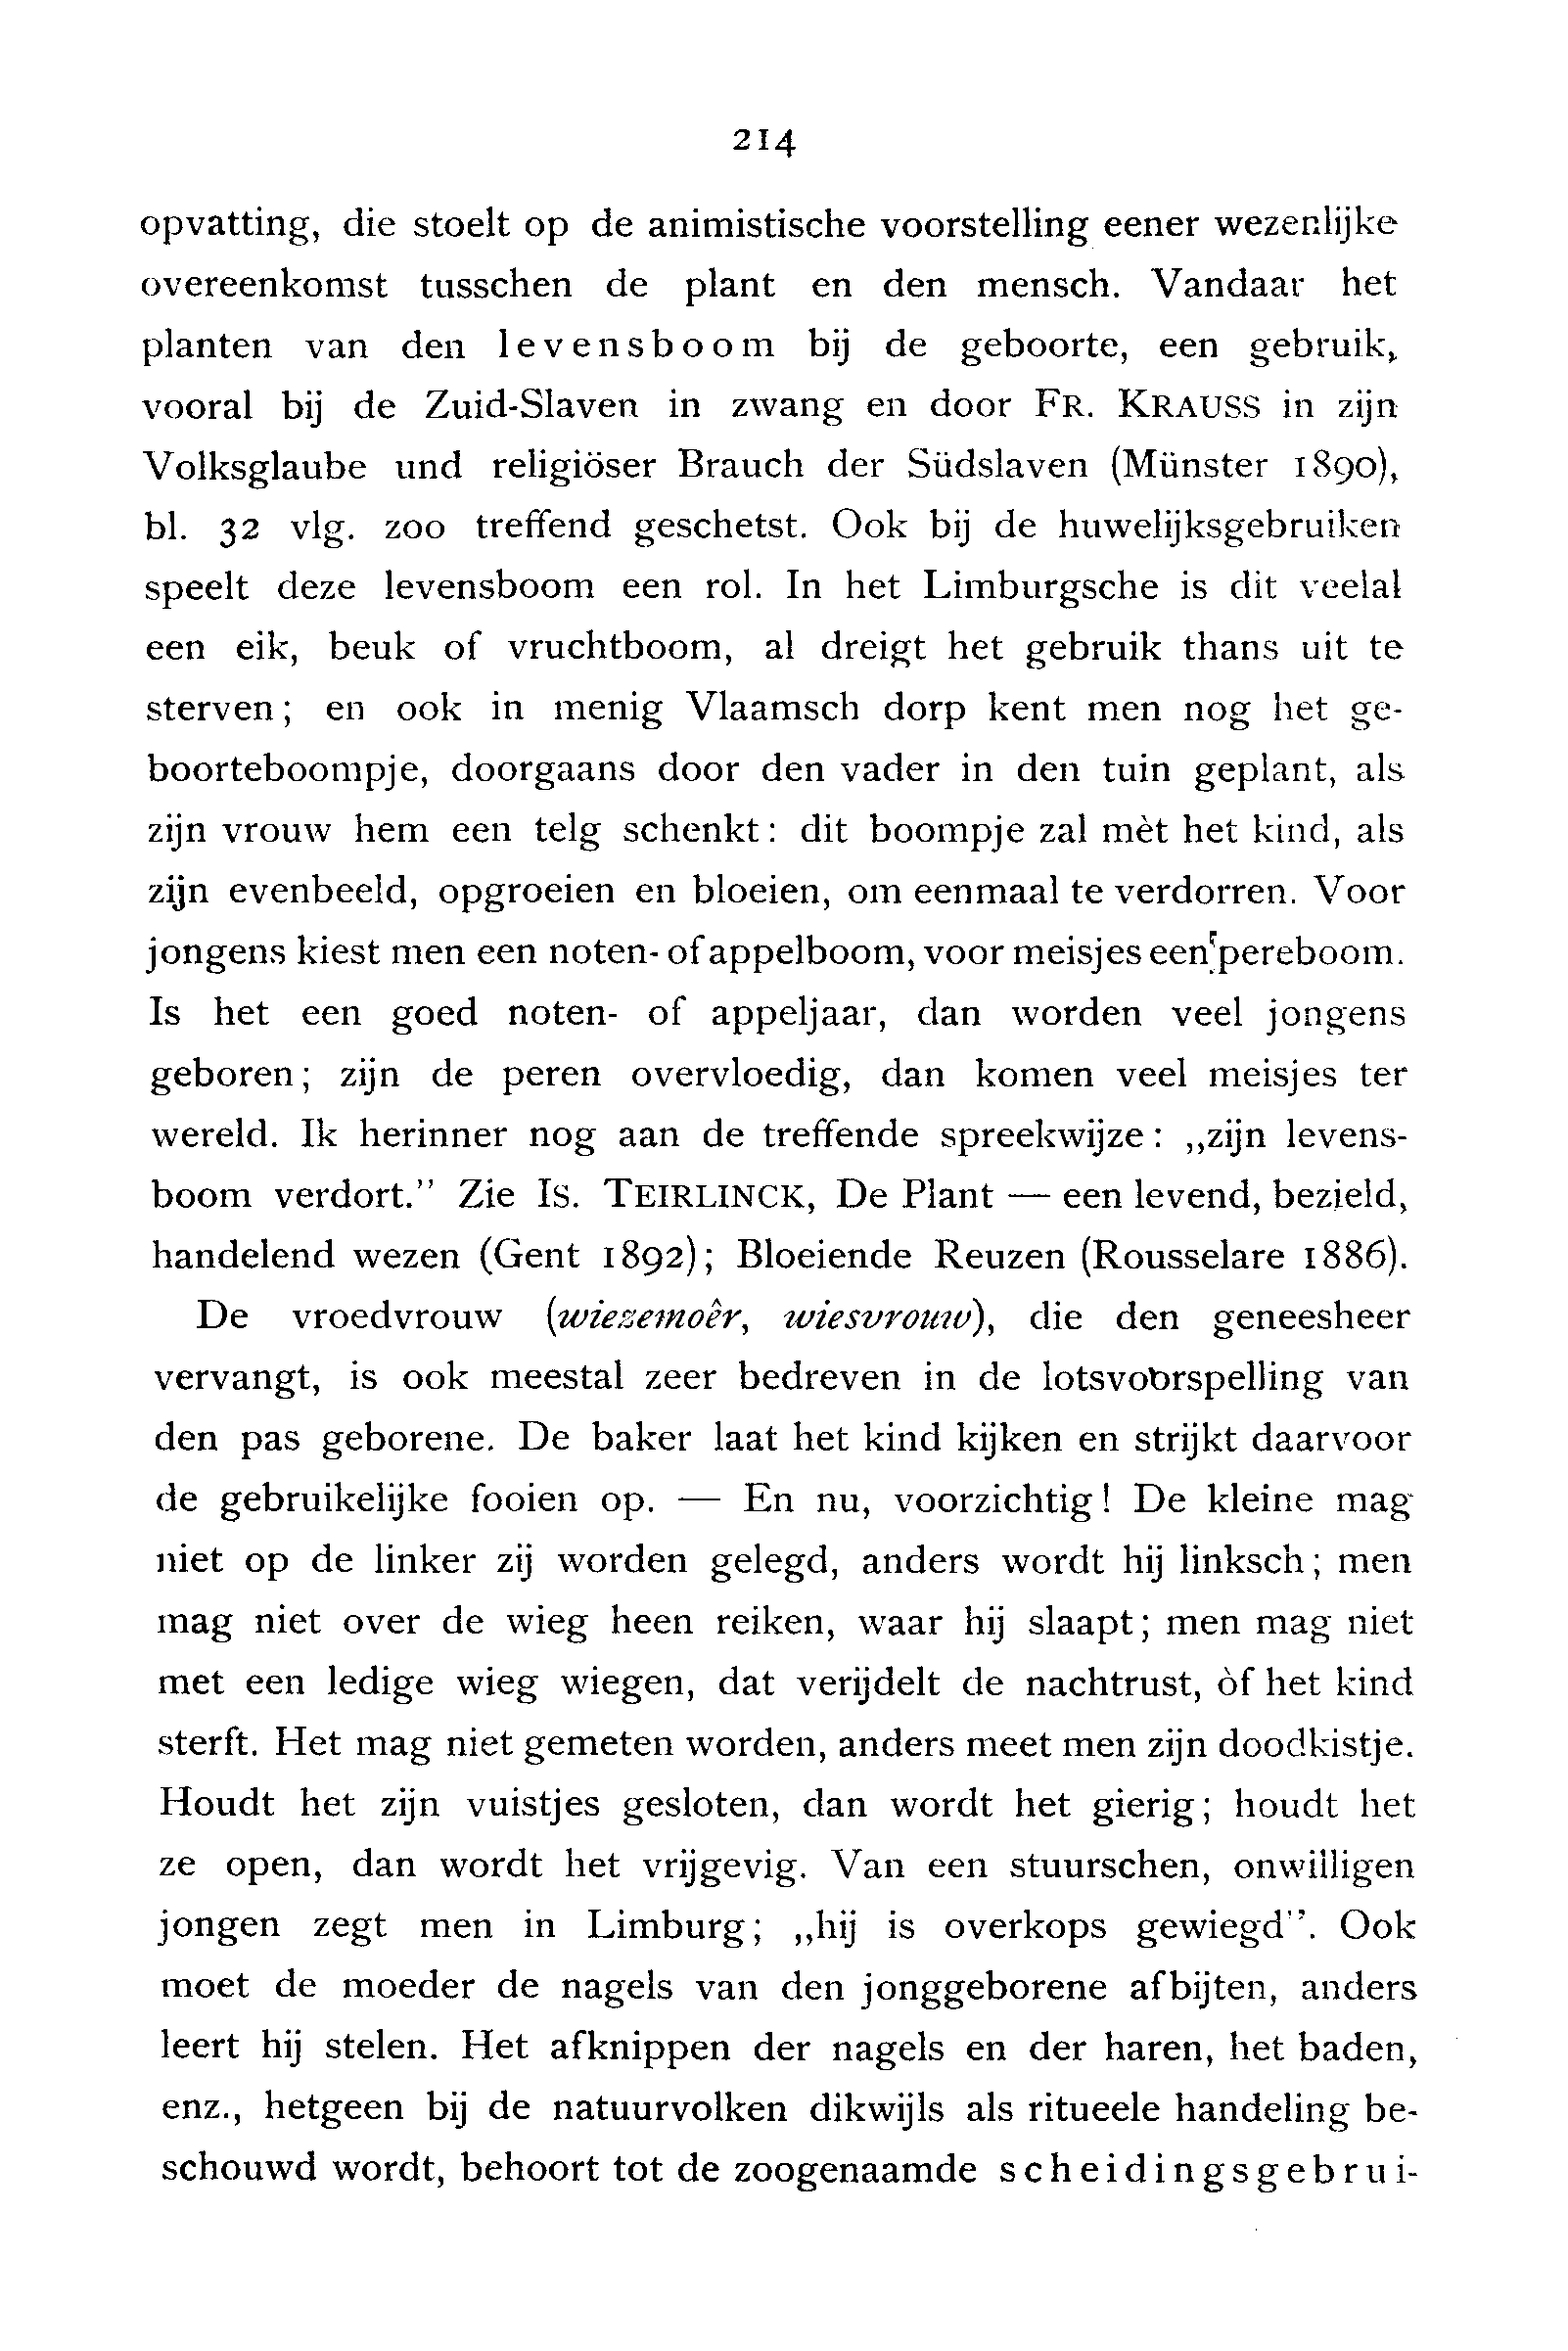 214
opvatting, die stoelt op de animistische voorstelling eener wezenlijke
overeenkomst tusschen de plant en den mensch. Vandaar het
planten van den levensboom bij de geboorte, een gebruik,
vooral bij de Zuid-Slaven in zwang en door FR. KRAUSS in zijn
Volksglaube und religiöser Brauch der Südslaven (Münster 1890),
bl. 32 vlg. zoo treffend geschetst. Ook bij de huwelijksgebruiken
speelt deze levensboom een rol. In het Limburgsche is dit veelal
een eik, beuk of vruchtboom, al dreigt het gebruik thans uit te
sterven; en ook in menig Vlaamsch dorp kent men nog het ge-
boorteboompje, doorgaans door den vader in den tuin geplant, als
zijn vrouw hem een telg schenkt: dit boompje zal mèt het kind, als
zijn evenbeeld, opgroeien en bloeien, om eenmaal te verdorren. Voor
jongens kiest men een noten- of appelboom, voor meisjes een pereboom.
Is het een goed noten- of appeljaar, dan worden veel jongens
geboren; zijn de peren overvloedig, dan komen veel meisjes ter
wereld. Ik herinner nog aan de treffende spreekwijze: „zijn levens-
boom verdort.” Zie IS. TEIRLINCK, De Plant — een levend, bezield,
handelend wezen (Gent 1892); Bloeiende Reuzen (Rousselare 1886).
De vroedvrouw (wiezemoêr, wiesvrouw), die den geneesheer
vervangt, is ook meestal zeer bedreven in de lotsvoorspelling van
den pas geborene. De baker laat het kind kijken en strijkt daarvoor
de gebruikelijke fooien op. — En nu, voorzichtig! De kleine mag
niet op de linker zij worden gelegd, anders wordt hij linksch; men
mag niet over de wieg heen reiken, waar hij slaapt; men mag niet
met een ledige wieg wiegen, dat verijdelt de nachtrust, òf het kind
sterft. Het mag niet gemeten worden, anders meet men zijn doodkistje.
Houdt het zijn vuistjes gesloten, dan wordt het gierig; houdt het
ze open, dan wordt het vrijgevig. Van een stuurschen, onwilligen
jongen zegt men in Limburg; „hij is overkops gewiegd”. Ook
moet de moeder de nagels van den jonggeborene afbijten, anders
leert hij stelen. Het afknippen der nagels en der haren, het baden,
enz., hetgeen bij de natuurvolken dikwijls als ritueele handeling be-
schouwd wordt, behoort tot de zoogenaamde scheidingsgebrui-